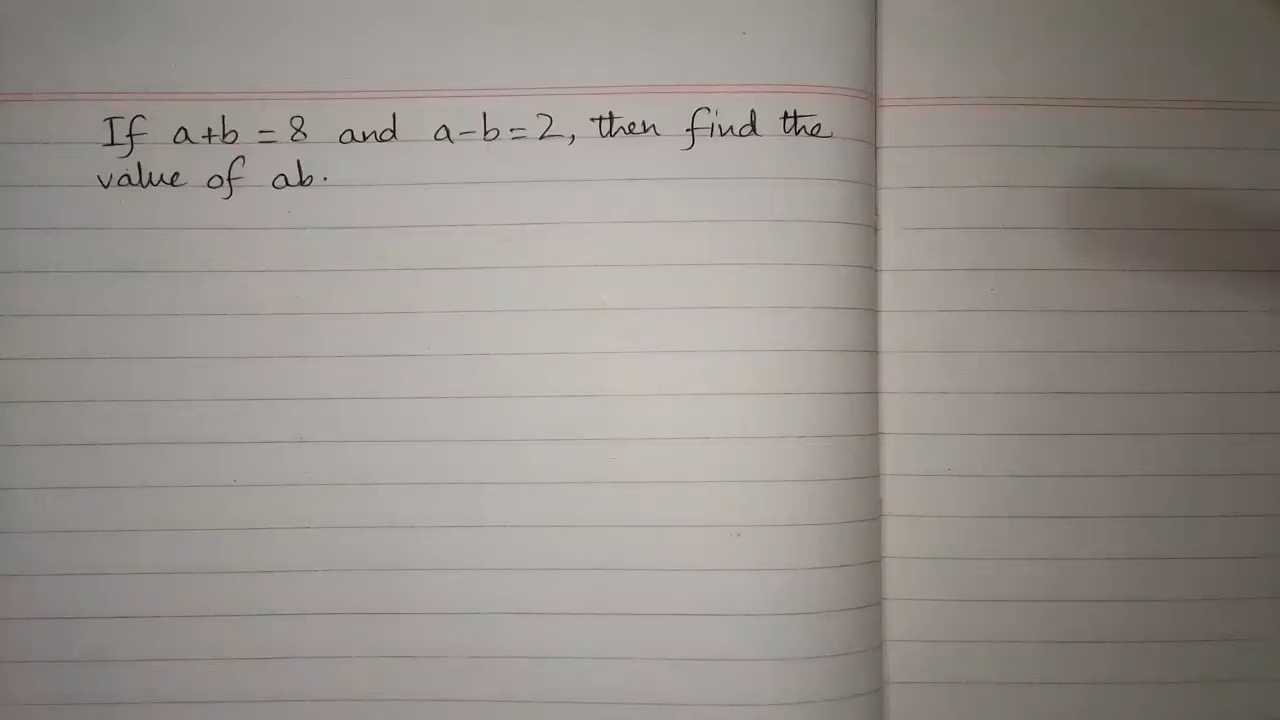 If a+b = 8 and a-b=2, then find the
value of ab.